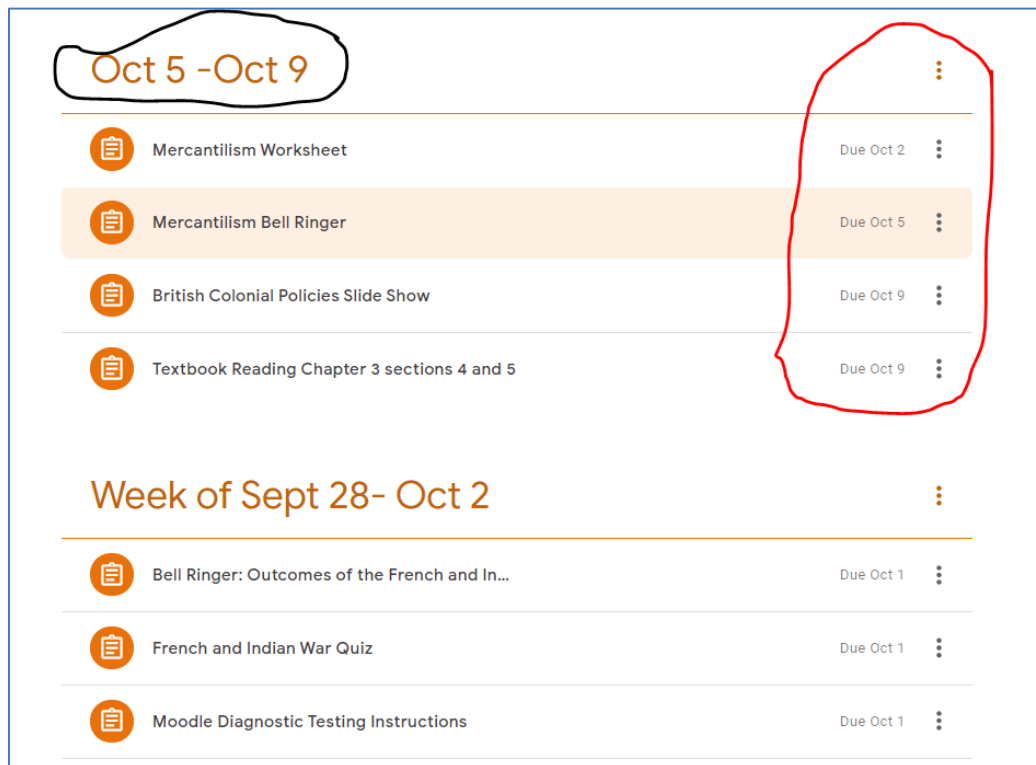 Oct 5 -Oct 9
Mercantilism Worksheet Due Oct 2
Mercantilism Bell Ringer Due Oct 5
British Colonial Policies Slide Show Due Oct 9
Textbook Reading Chapter 3 sections 4 and 5 Due Oct 9
Week of Sept 28- Oct 2
Bell Ringer: Outcomes of the French and In... Due Oct 1
French and Indian War Quiz Due Oct 1
Moodle Diagnostic Testing Instructions Due Oct 1